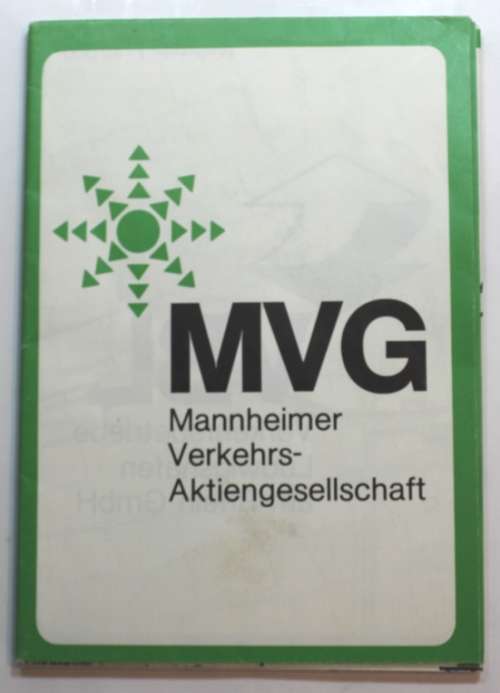 MVG
Mannheimer
Verkehrs-
Aktiengesellschaft